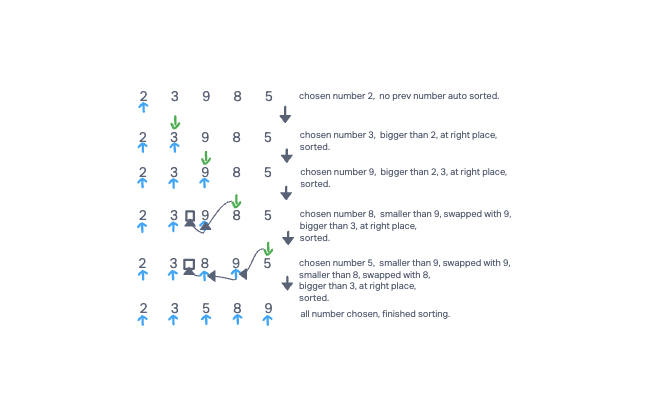 2 3 9 8 5 chosen number 2, no prev number auto sorted.
2 3 9 8 5 chosen number 3, bigger than 2, at right place,
sorted.
2 3 9 8 5 chosen number 9, bigger than 2, 3, at right place,
sorted.
2 3 9 8 5 chosen number 8, smaller than 9, swapped with 9,
bigger than 3, at right place,
sorted.
2 3 8 9 5 chosen number 5, smaller than 9, swapped with 9,
smaller than 8, swapped with 8,
bigger than 3, at right place,
sorted.
2 3 5 8 9 all number chosen, finished sorting.